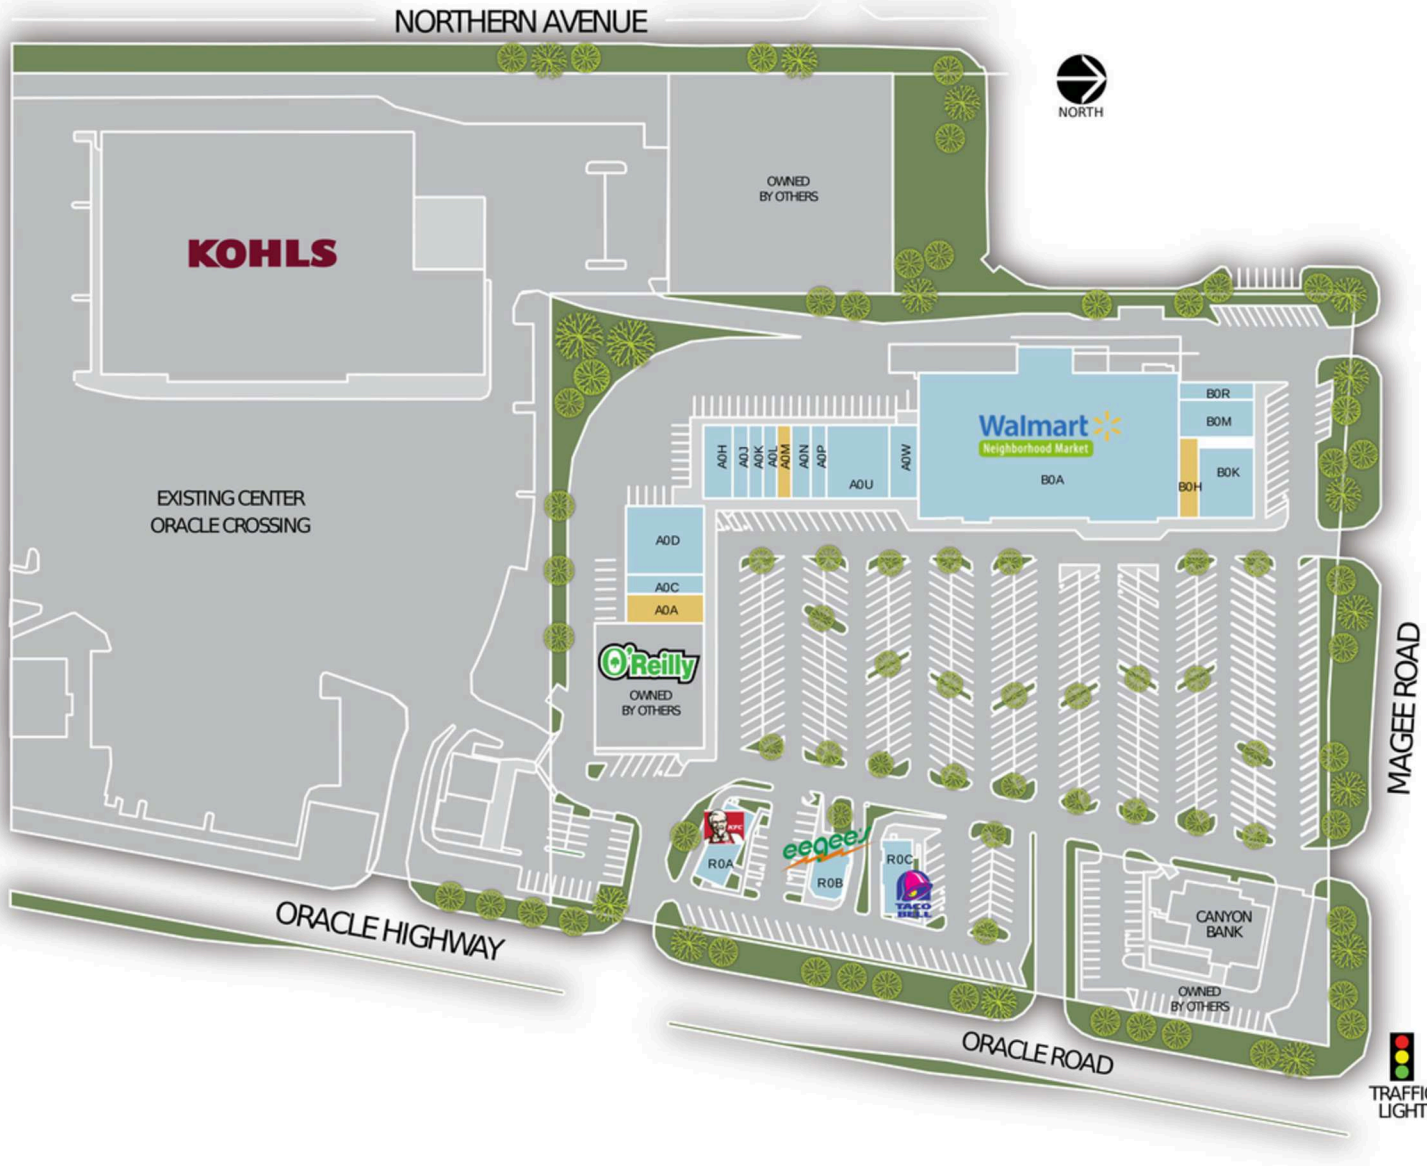 NORTHERN AVENUE
NORTH
OWNED
BY OTHERS
KOHLS
Walmart
Neighborhood Market
B0A
B0R
B0M
B0K
B0H
A0H
A0J
A0K
A0L
A0M
A0N
A0P
A0U
A0W
EXISTING CENTER
ORACLE CROSSING
A0D
A0C
A0A
O'Reilly
OWNED
BY OTHERS
MAGEE ROAD
KFC
R0A
eegee's
R0B
R0C
TACO
BELL
CANYON
BANK
OWNED
BY OTHERS
ORACLE HIGHWAY
ORACLE ROAD
TRAFFIC
LIGHT